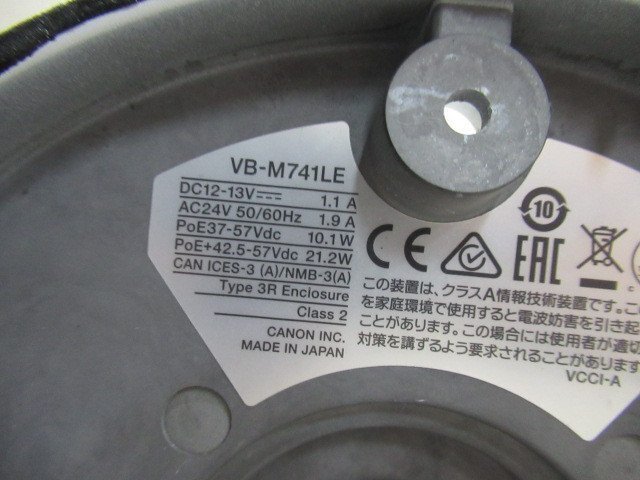 VB-M741LE
DC12-13V⎓ 1.1 A
AC24V 50/60Hz 1.9 A
PoE37-57Vdc 10.1W
PoE+42.5-57Vdc 21.2W
CAN ICES-3 (A)/NMB-3(A)
Type 3R Enclosure
Class 2
CANON INC.
MADE IN JAPAN
CE
10
EAC
この装置は、クラスA情報技術装置です。こ
を家庭環境で使用すると電波妨害を引き起
ことがあります。この場合には使用者が適切
対策を講ずるよう要求されることがあります
VCCI-A